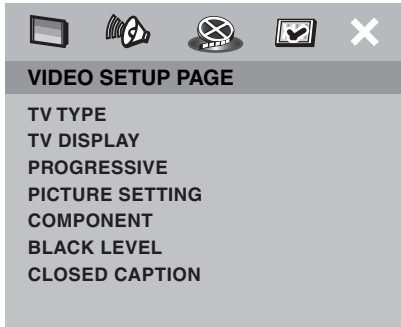 VIDEO SETUP PAGE
TV TYPE
TV DISPLAY
PROGRESSIVE
PICTURE SETTING
COMPONENT
BLACK LEVEL
CLOSED CAPTION